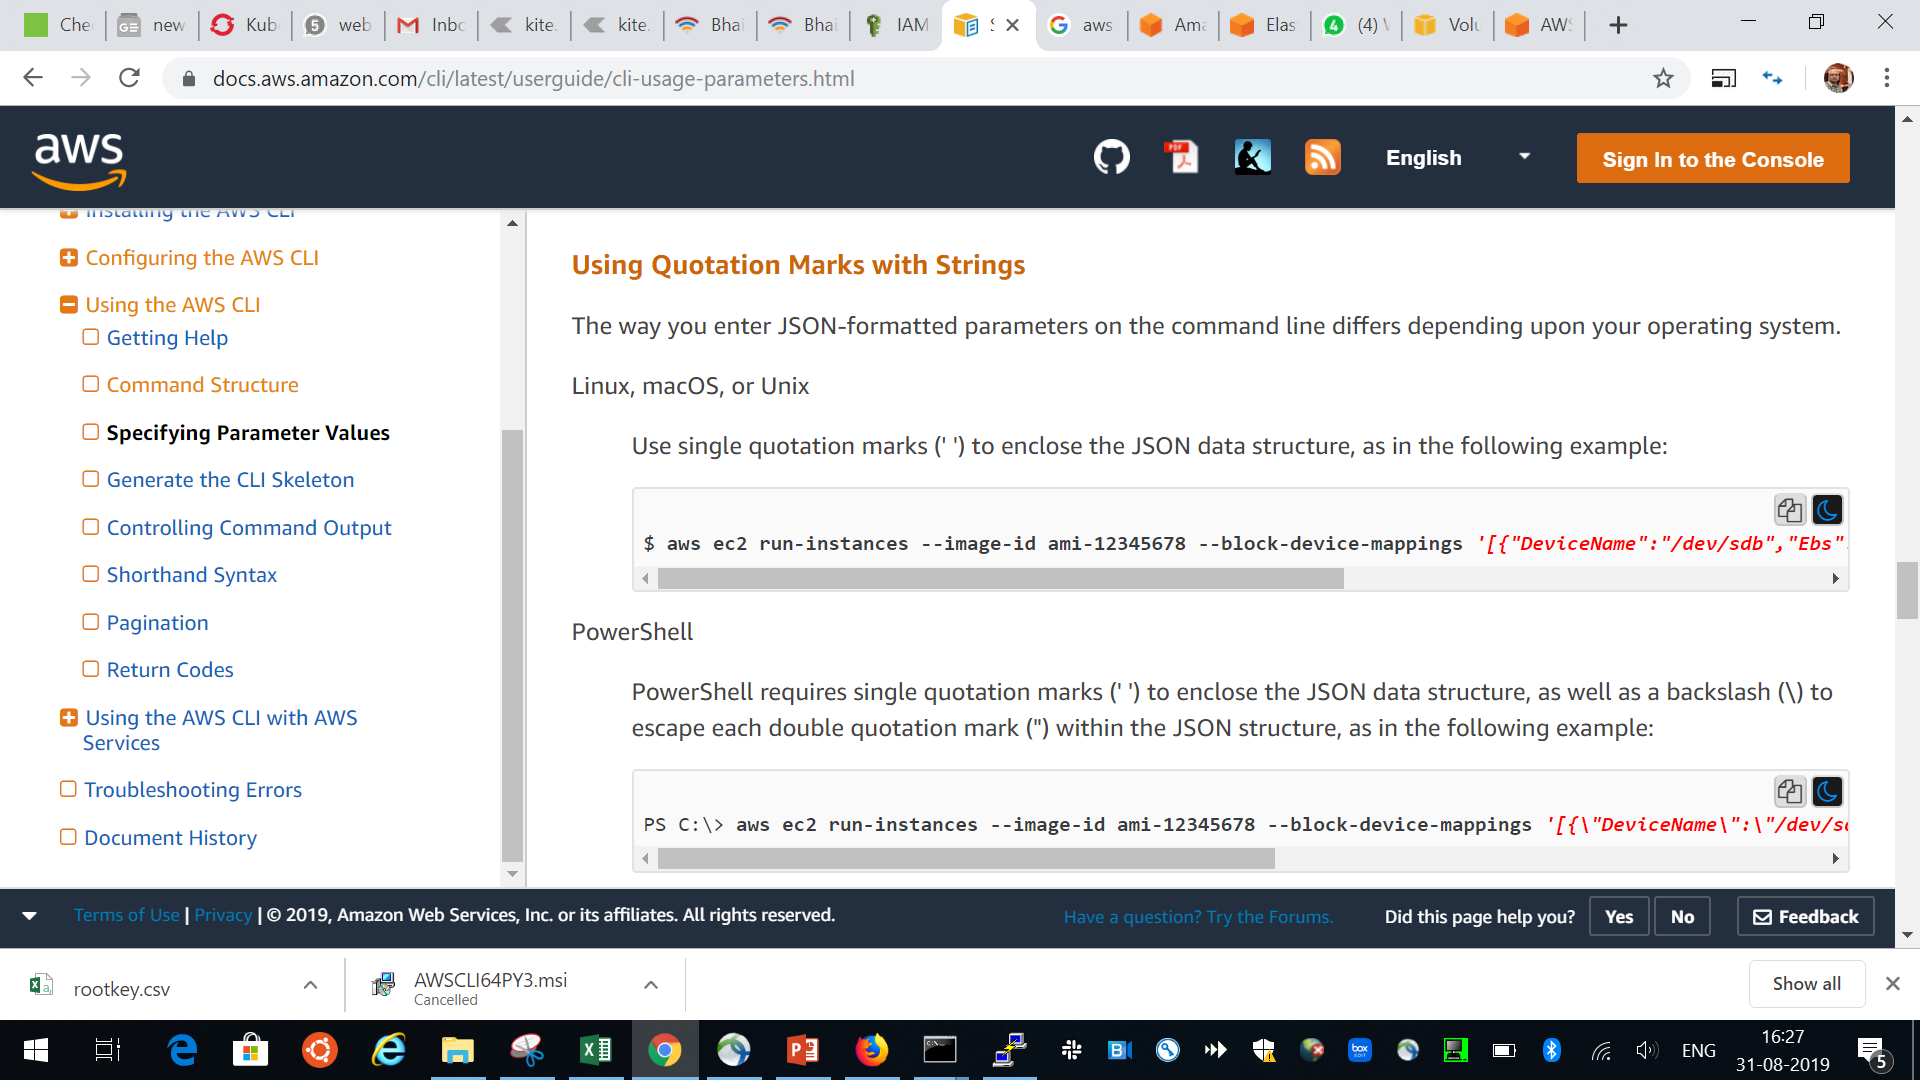 Che
new
Kub
web
Inbo
kite.
kite.
Bhai
Bhai
IAM
S
aws
Ama
Elas
(4)
Volu
AWS
docs.aws.amazon.com/cli/latest/userguide/cli-usage-parameters.html
aws
English
Sign In to the Console
Installing the AWS CLI
Configuring the AWS CLI
Using the AWS CLI
Getting Help
Command Structure
Specifying Parameter Values
Generate the CLI Skeleton
Controlling Command Output
Shorthand Syntax
Pagination
Return Codes
Using the AWS CLI with AWS
Services
Troubleshooting Errors
Document History
Using Quotation Marks with Strings
The way you enter JSON-formatted parameters on the command line differs depending upon your operating system.
Linux, macOS, or Unix
Use single quotation marks (' ') to enclose the JSON data structure, as in the following example:
$ aws ec2 run-instances --image-id ami-12345678 --block-device-mappings '[{"DeviceName":"/dev/sdb","Ebs"
PowerShell
PowerShell requires single quotation marks (' ') to enclose the JSON data structure, as well as a backslash (\) to
escape each double quotation mark (") within the JSON structure, as in the following example:
PS C:\> aws ec2 run-instances --image-id ami-12345678 --block-device-mappings '[{\"DeviceName\":\"/dev/sd
Terms of Use | Privacy | © 2019, Amazon Web Services, Inc. or its affiliates. All rights reserved.
Have a question? Try the Forums.
Did this page help you?
Yes
No
Feedback
rootkey.csv
AWSCLI64PY3.msi
Cancelled
Show all
ENG
16:27
31-08-2019
5